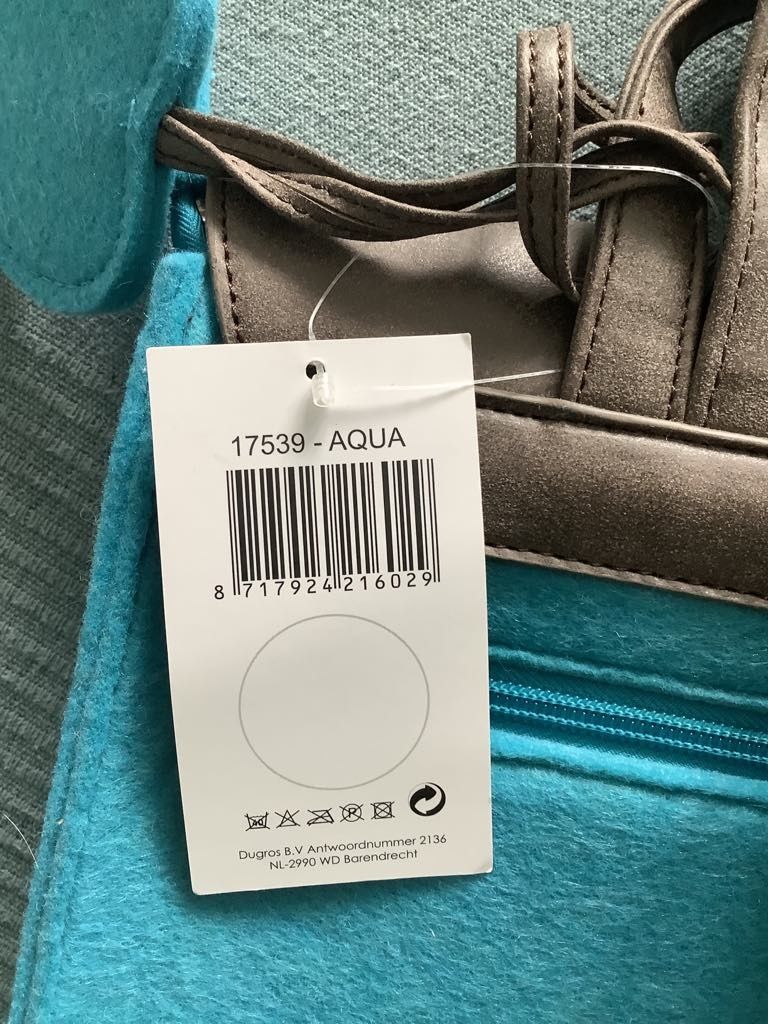 17539 - AQUA
8 717924 216029
Dugros B.V Antwoordnummer 2136
NL-2990 WD Barendrecht